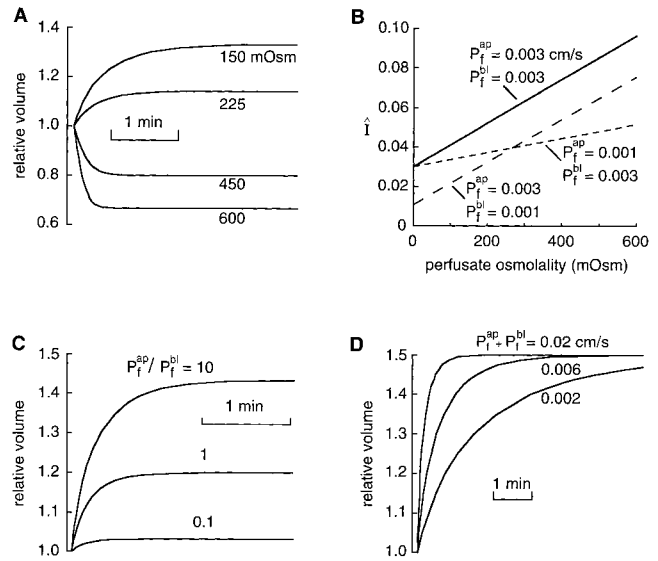 A
1.4
1.2
1.0
0.8
0.6
relative volume
150 mOsm
225
1 min
450
600
B
0.10
0.08
0.06
0.04
0.02
0
Î
P_f^ap = 0.003 cm/s
P_f^bl = 0.003
P_f^ap = 0.001
P_f^bl = 0.003
P_f^ap = 0.003
P_f^bl = 0.001
0 200 400 600
perfusate osmolality (mOsm)
C
1.5
1.4
1.3
1.2
1.1
1.0
relative volume
P_f^ap / P_f^bl = 10
1 min
1
0.1
D
1.5
1.4
1.3
1.2
1.1
1.0
relative volume
P_f^ap + P_f^bl = 0.02 cm/s
0.006
0.002
1 min